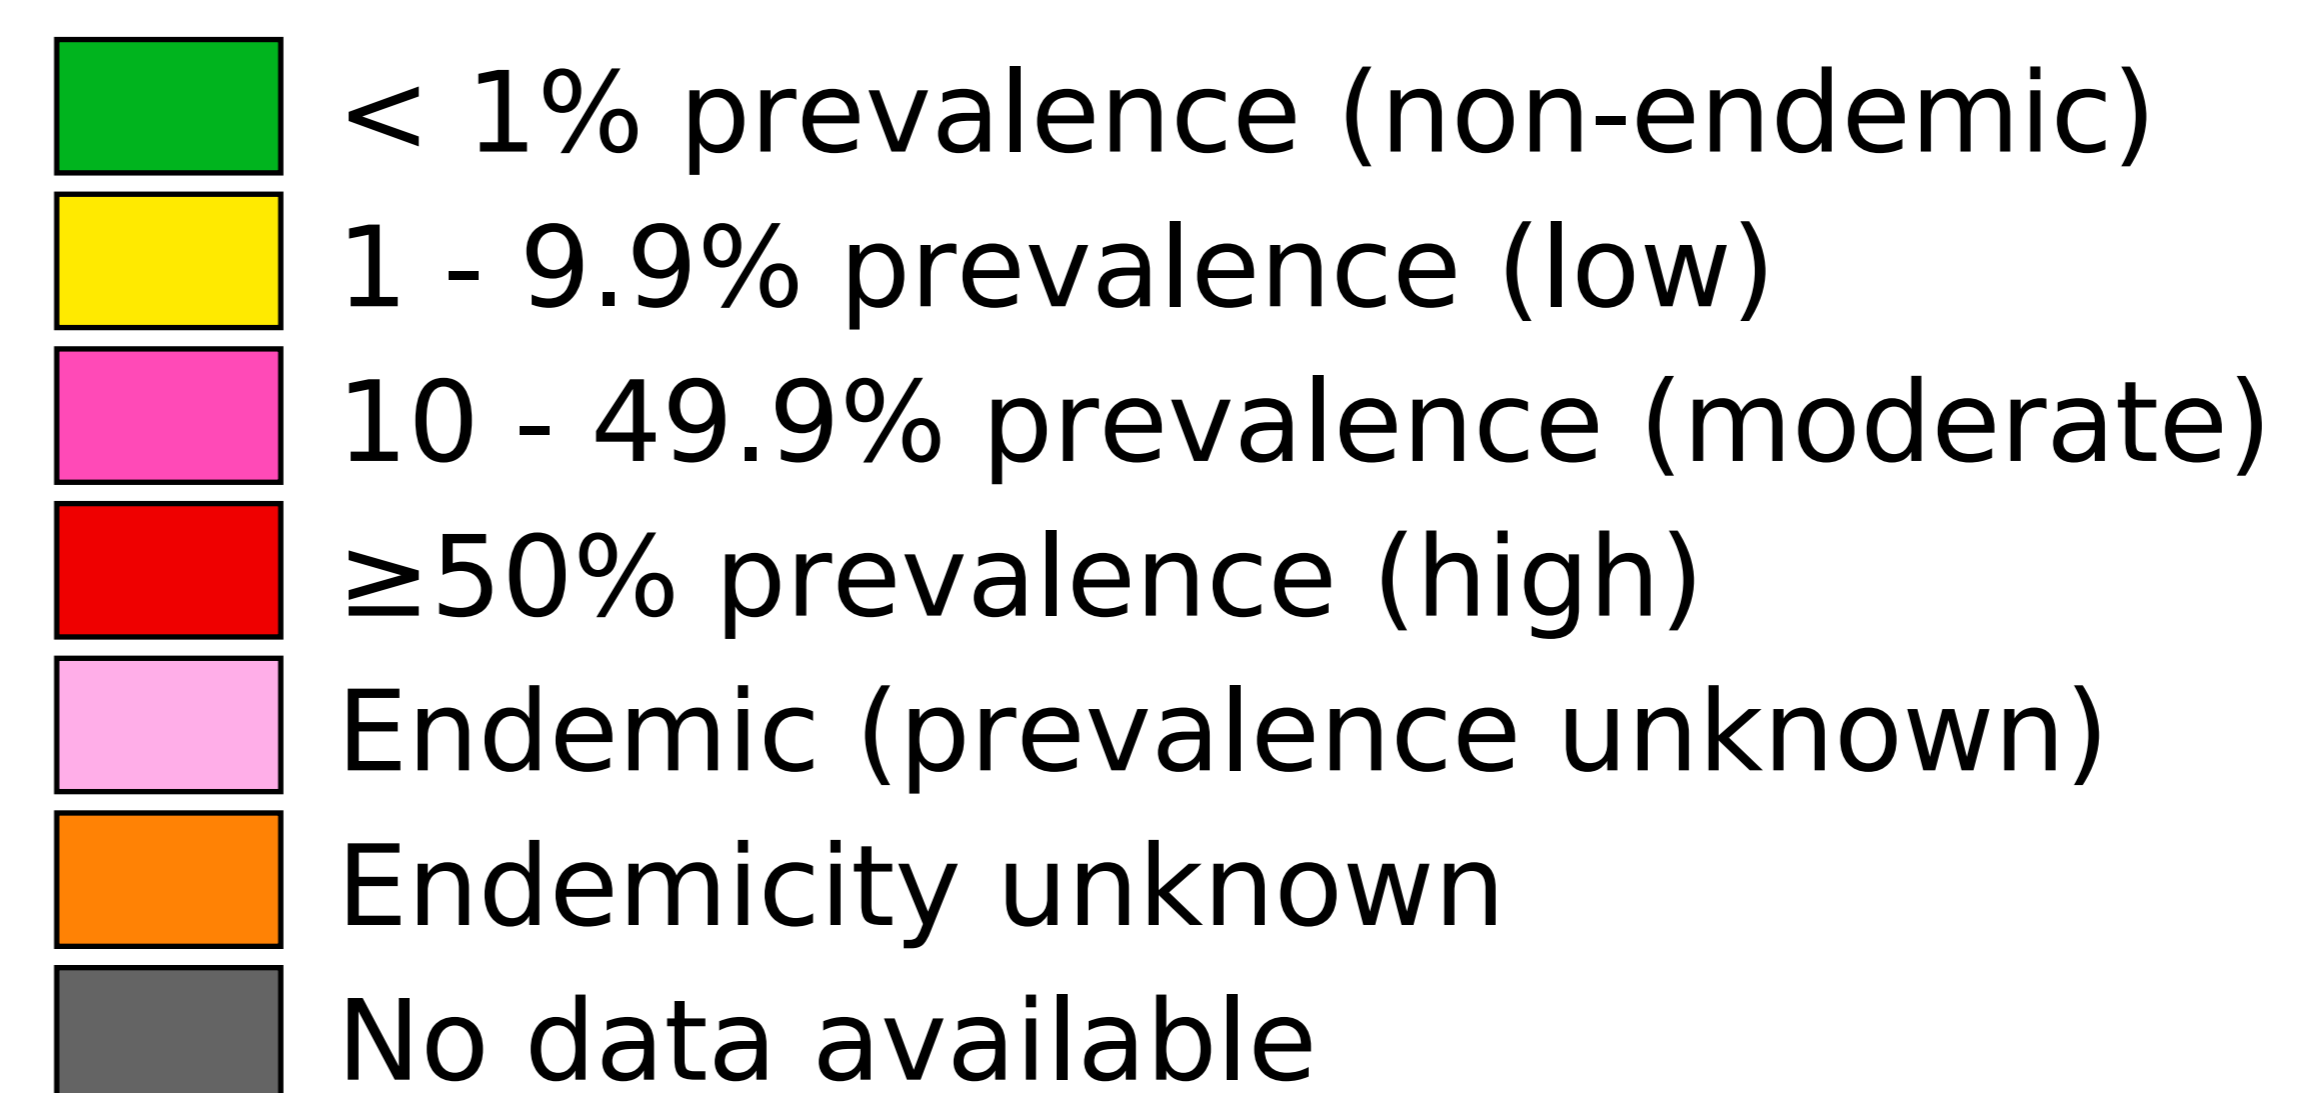 < 1% prevalence (non-endemic)
1 - 9.9% prevalence (low)
10 - 49.9% prevalence (moderate)
≥50% prevalence (high)
Endemic (prevalence unknown)
Endemicity unknown
No data available